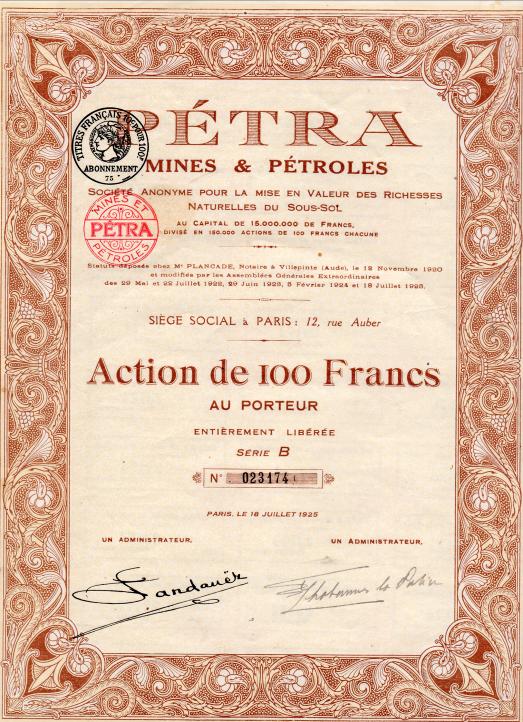 PÉTRA
MINES & PÉTROLES
TITRES FRANÇAIS
ABONNEMENT
75
75
75
SOCIÉTÉ ANONYME POUR LA MISE EN VALEUR DES RICHESSES
NATURELLES DU SOUS-SOL
MINES ET
PÉTRA
PÉTROLES
AU CAPITAL DE 15.000.000 DE FRANCS,
DIVISÉ EN 150.000 ACTIONS DE 100 FRANCS CHACUNE
Statuts déposés chez Mᵉ PLANCADE, Notaire à Villepinte (Aude), le 12 Novembre 1920
et modifiés par les Assemblées Générales Extraordinaires
des 29 Mai et 22 Juillet 1922, 29 Juin 1923, 5 Février 1924 et 18 Juillet 1925,
SIÈGE SOCIAL à PARIS : 12, rue Auber
Action de 100 Francs
AU PORTEUR
ENTIÈREMENT LIBÉRÉE
SÉRIE B
N° 023174
PARIS, LE 18 JUILLET 1925
UN ADMINISTRATEUR, UN ADMINISTRATEUR,